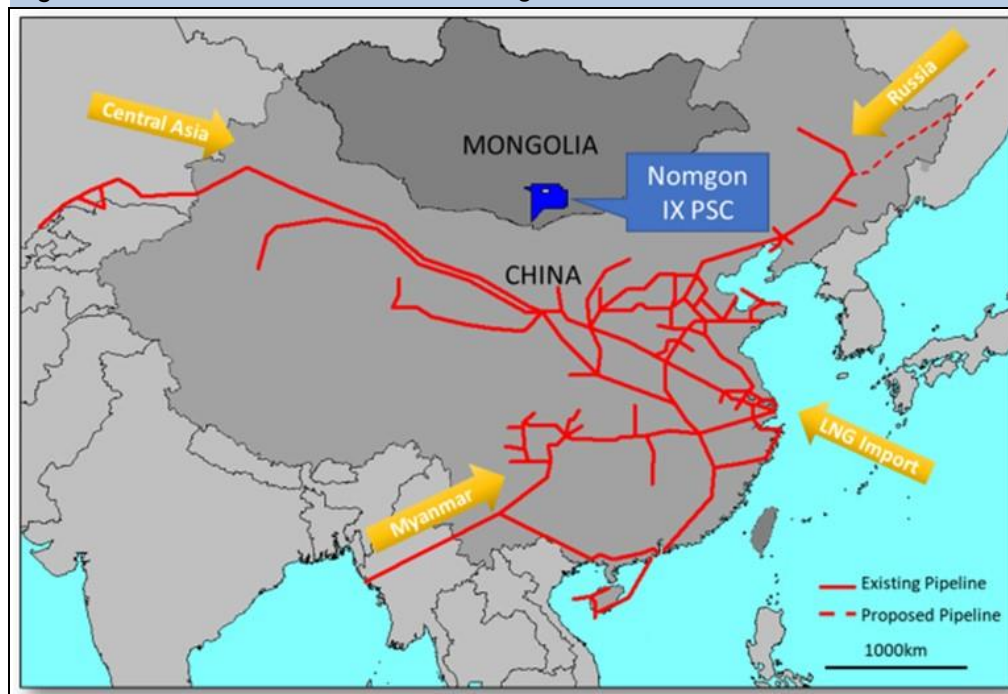 Central Asia
Russia
MONGOLIA
Nomgon
IX PSC
CHINA
LNG Import
Myanmar
Existing Pipeline
Proposed Pipeline
1000km